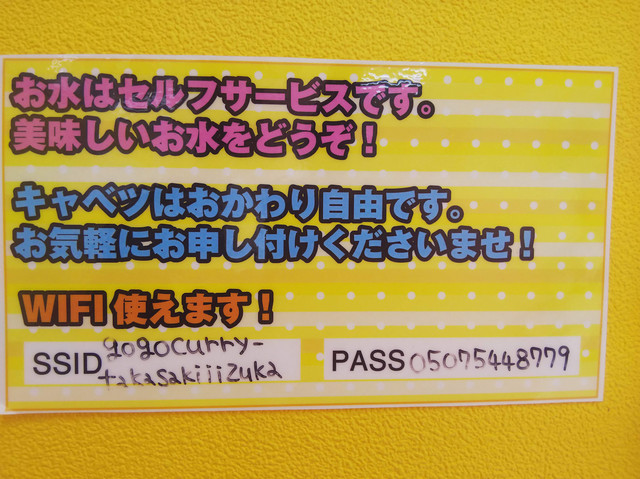 お水はセルフサービスです。
美味しいお水をどうぞ！
キャベツはおかわり自由です。
お気軽にお申し付けくださいませ！
WIFI 使えます！
SSID gogocurry-
takasakiiizuka
PASS 05075448779